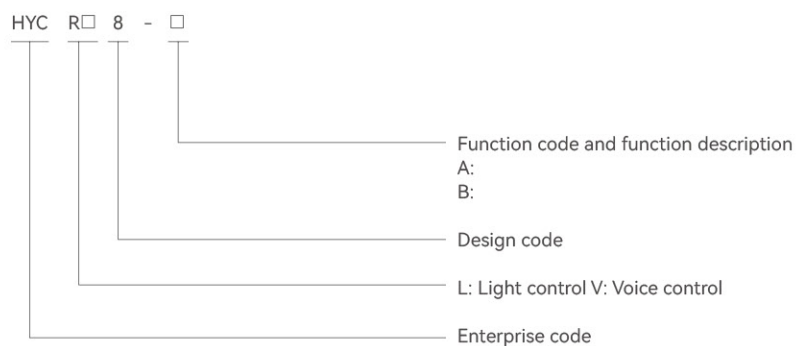 HYC R□ 8 - □
Function code and function description
A:
B:
Design code
L: Light control V: Voice control
Enterprise code